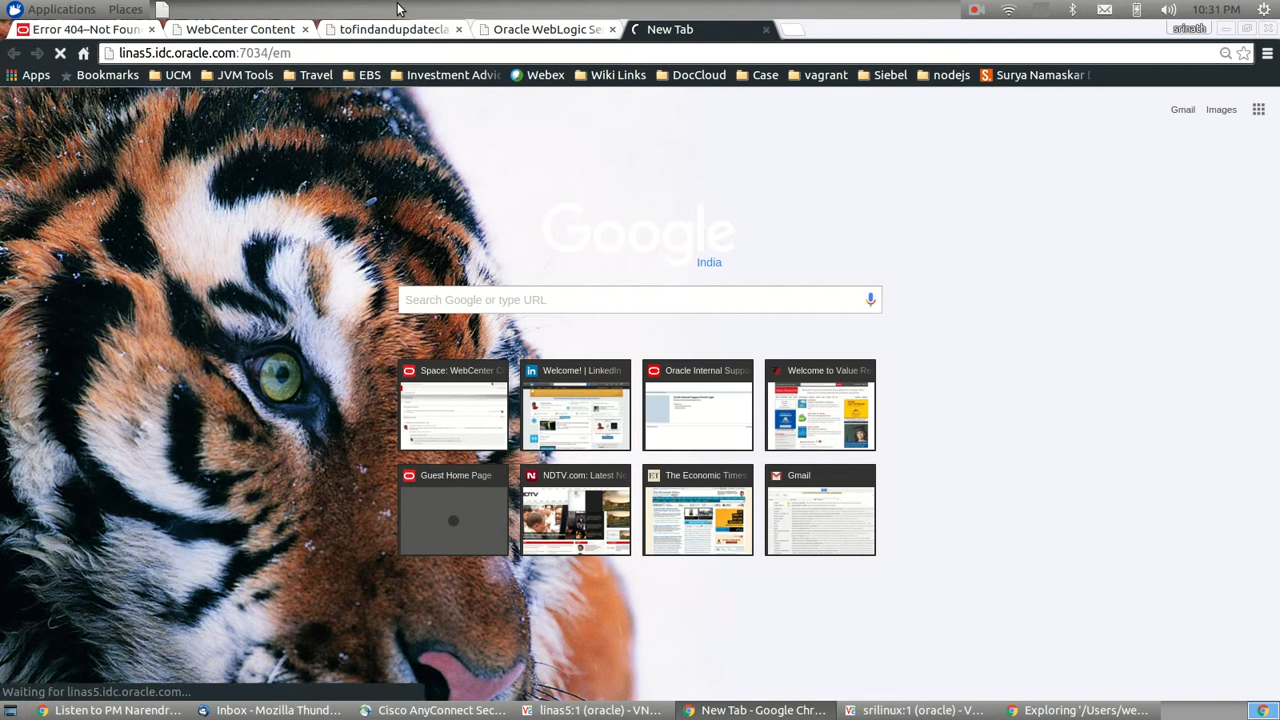 Applications Places 10:31 PM
Error 404--Not Foun WebCenter Content tofindandupdatecla Oracle WebLogic Se New Tab srinath
linas5.idc.oracle.com:7034/em
Apps Bookmarks UCM JVM Tools Travel EBS Investment Advic Webex Wiki Links DocCloud Case vagrant Siebel nodejs Surya Namaskar
Gmail Images
Google
India
Search Google or type URL
Space: WebCenter C Welcome! | LinkedIn Oracle Internal Supp Welcome to Value Re
Guest Home Page NDTV.com: Latest Ne The Economic Times Gmail
Waiting for linas5.idc.oracle.com...
Listen to PM Narendr... Inbox - Mozilla Thund... Cisco AnyConnect Sec... linas5:1 (oracle) - VN... New Tab - Google Chr... srilinux:1 (oracle) - V... Exploring '/Users/we...